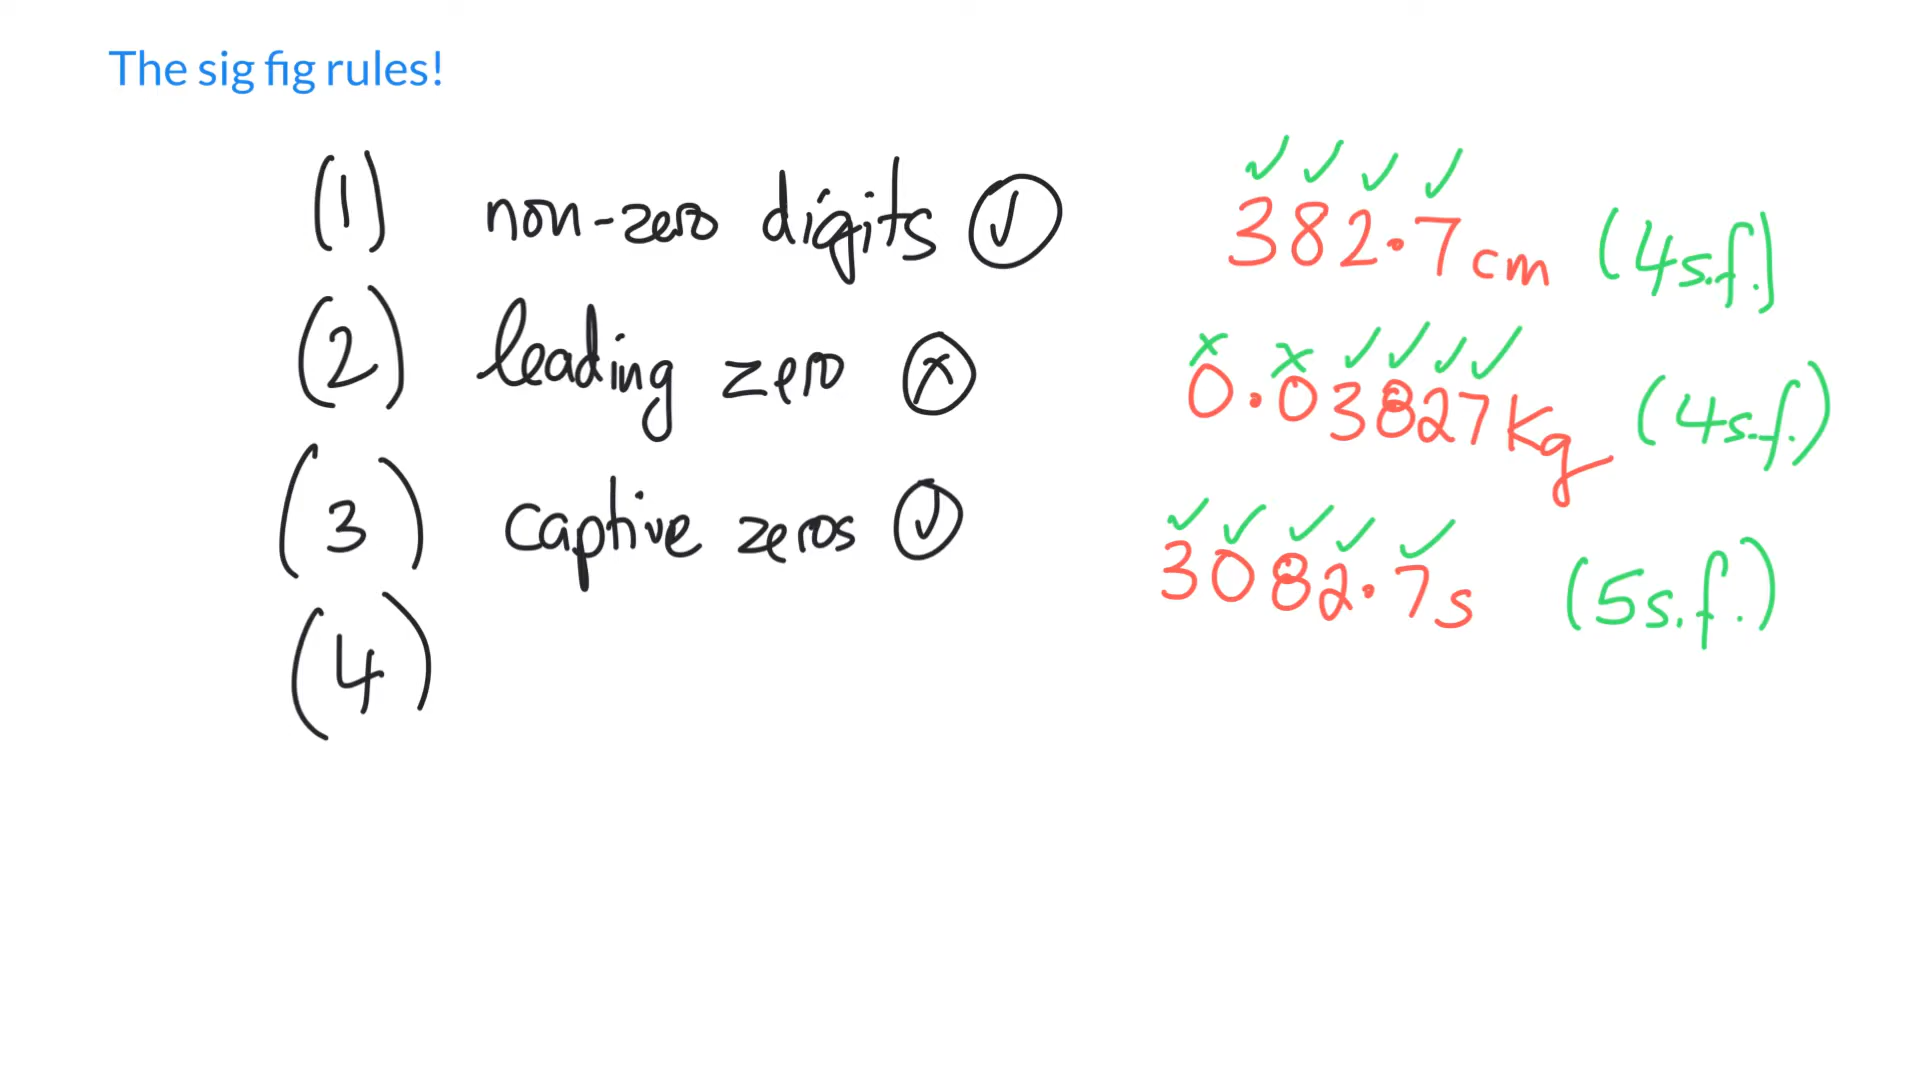 The sig fig rules!
(1) non-zero digits ✓ 382.7cm (4s.f.)
(2) leading zero x 0.03827kg (4s.f.)
(3) captive zeros ✓ 3082.7s (5s.f.)
(4)